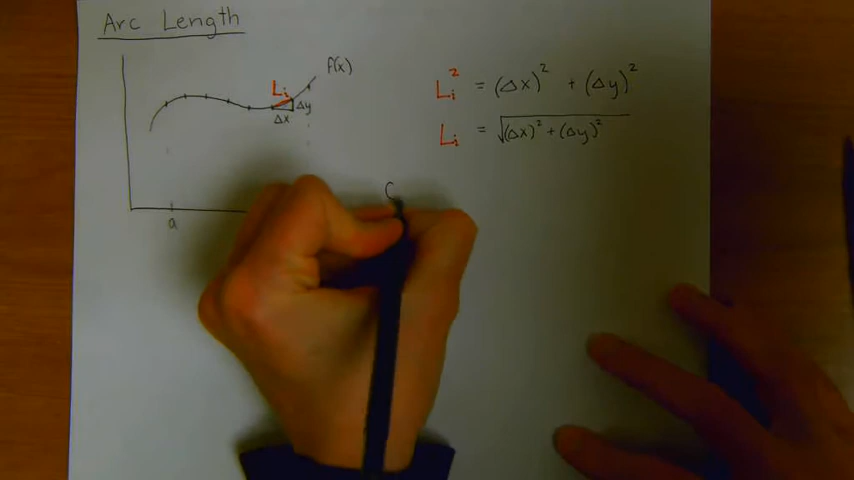 Arc Length
f(x)
Lᵢ
Δy
Δx
a
Lᵢ² = (Δx)² + (Δy)²
Lᵢ = √(Δx)² + (Δy)²